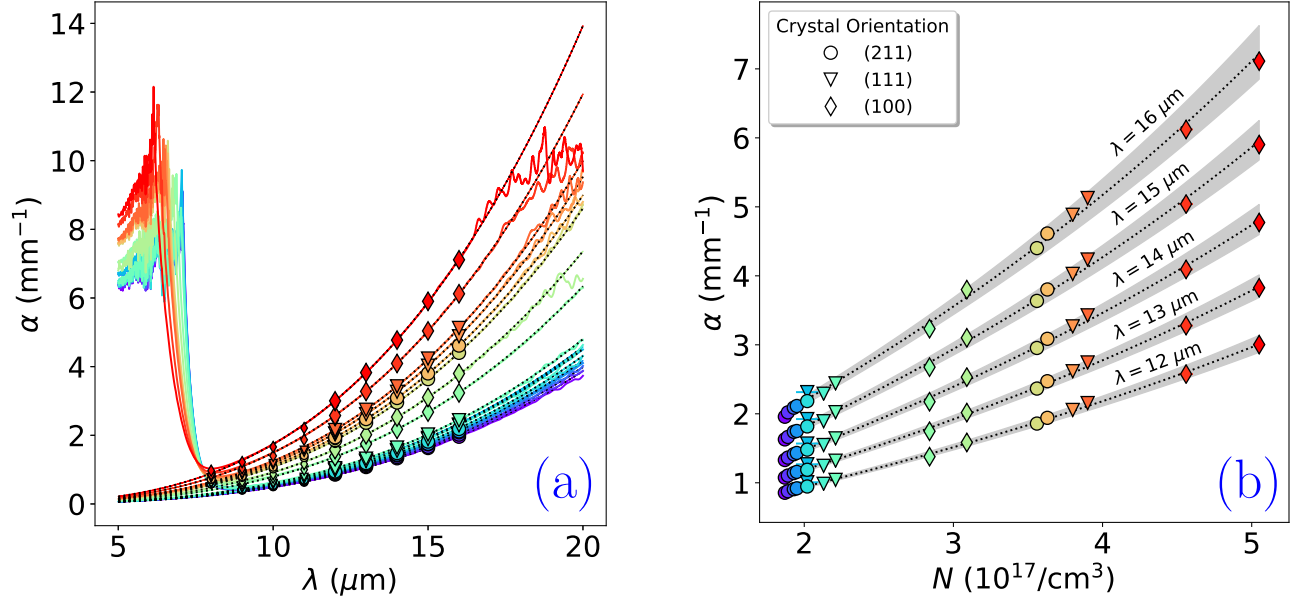 14
12
10
8
6
4
2
0
5
10
15
20
α (mm⁻¹)
λ (μm)
(a)
Crystal Orientation
(211)
(111)
(100)
7
6
5
4
3
2
1
2
3
4
5
α (mm⁻¹)
N (10¹⁷/cm³)
λ = 16 μm
λ = 15 μm
λ = 14 μm
λ = 13 μm
λ = 12 μm
(b)